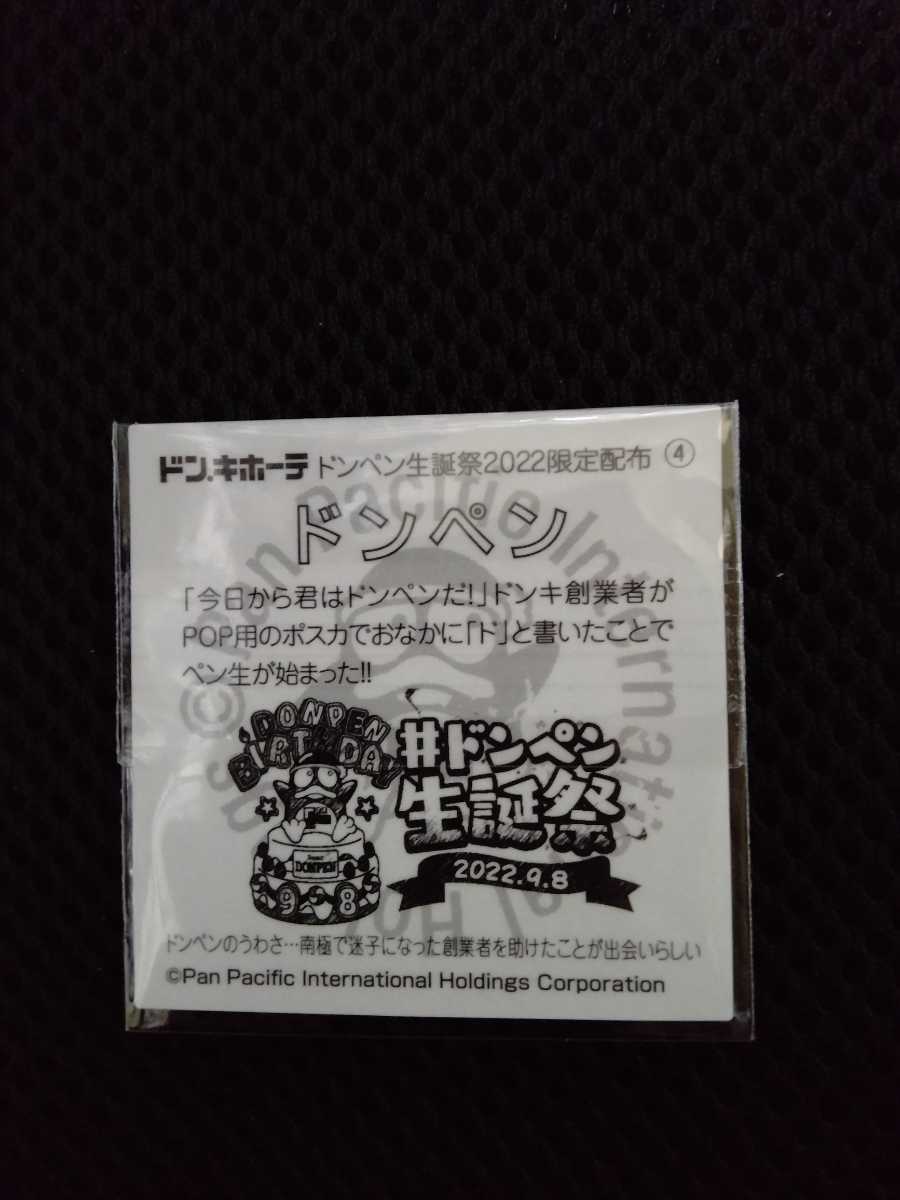 ドン.キホーテ ドンペン生誕祭2022限定配布 ④
ドンペン
「今日から君はドンペンだ!」ドンキ創業者が
POP用のポスカでおなかに「ド」と書いたことで
ペン生が始まった!!
DONPEN
BIRTHDAY
DONPEN
9 8
#ドンペン
生誕祭
2022.9.8
ドンペンのうわさ…南極で迷子になった創業者を助けたことが出会いらしい
©Pan Pacific International Holdings Corporation
© Pan Pacific International Hol